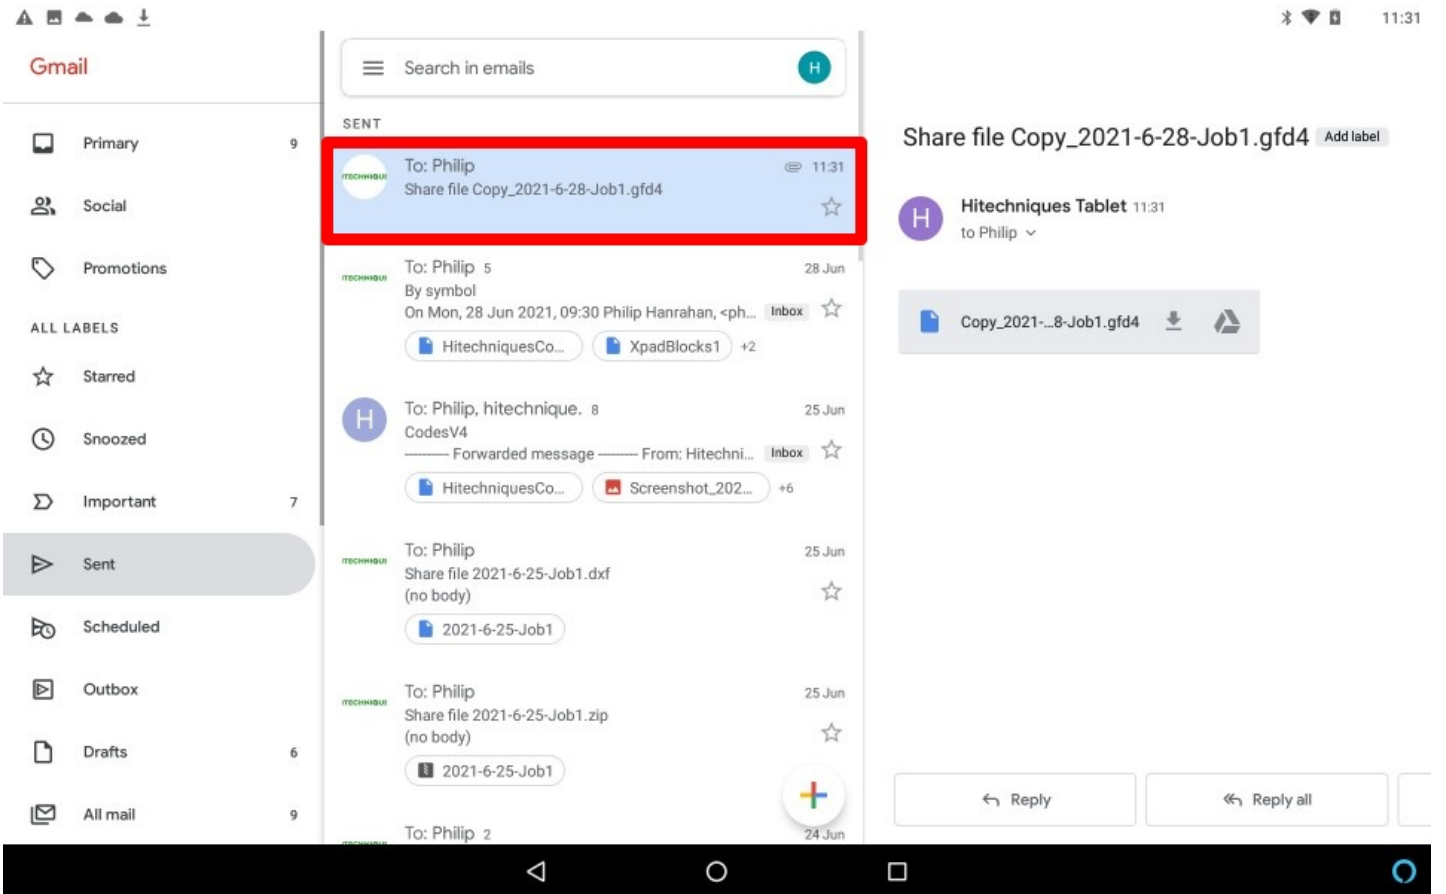 11:31
Gmail
Primary 9
Social
Promotions
ALL LABELS
Starred
Snoozed
Important 7
Sent
Scheduled
Outbox
Drafts 6
All mail 9
Search in emails H
SENT
To: Philip 11:31
Share file Copy_2021-6-28-Job1.gfd4
To: Philip 5 28 Jun
By symbol
On Mon, 28 Jun 2021, 09:30 Philip Hanrahan, <ph... Inbox
HitechniquesCo... XpadBlocks1 +2
H To: Philip, hitechnique. 8 25 Jun
CodesV4
---------- Forwarded message --------- From: Hitechni... Inbox
HitechniquesCo... Screenshot_202... +6
To: Philip 25 Jun
Share file 2021-6-25-Job1.dxf
(no body)
2021-6-25-Job1
To: Philip 25 Jun
Share file 2021-6-25-Job1.zip
(no body)
2021-6-25-Job1
To: Philip 2 24 Jun
Share file Copy_2021-6-28-Job1.gfd4 Add label
H Hitechniques Tablet 11:31
to Philip
Copy_2021-...8-Job1.gfd4
Reply Reply all